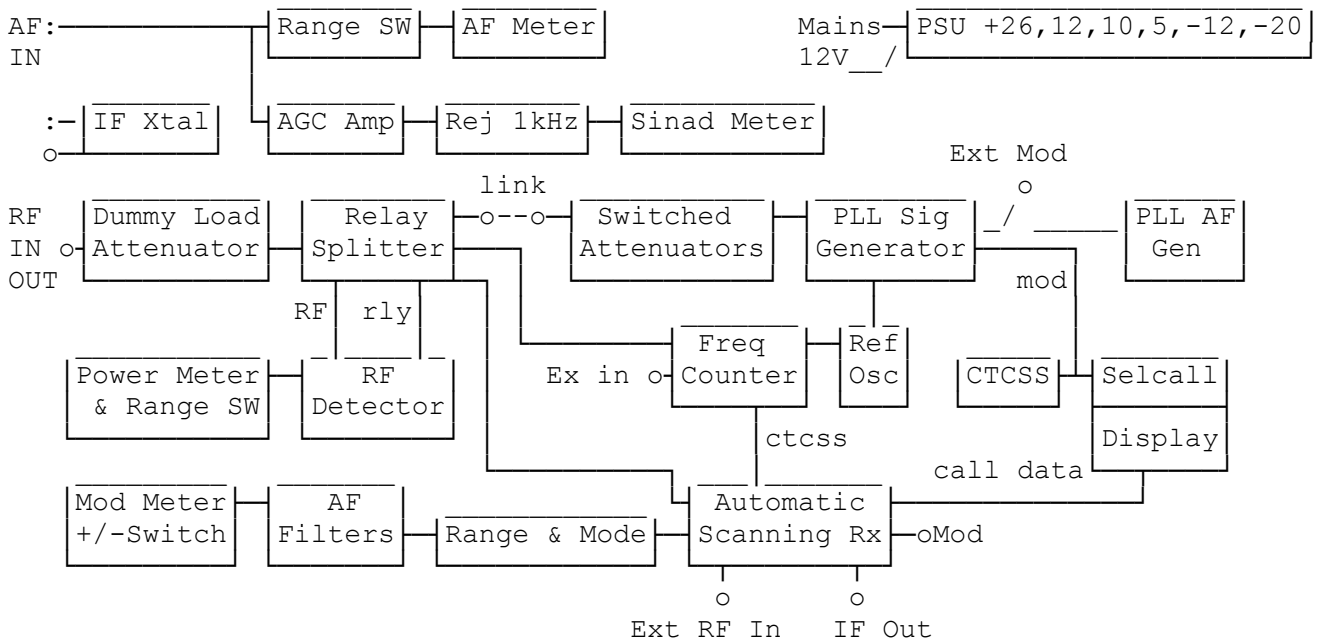 AF: Range SW AF Meter Mains PSU +26,12,10,5,-12,-20
IN 12V
: IF Xtal AGC Amp Rej 1kHz Sinad Meter
Ext Mod
link
RF Dummy Load Relay Switched PLL Sig PLL AF
IN Attenuator Splitter Attenuators Generator Gen
OUT mod
RF rly
Freq Ref
Power Meter RF Ex in Counter Osc CTCSS Selcall
& Range SW Detector
ctcss Display
call data
Mod Meter AF Automatic
+/-Switch Filters Range & Mode Scanning Rx Mod
Ext RF In IF Out